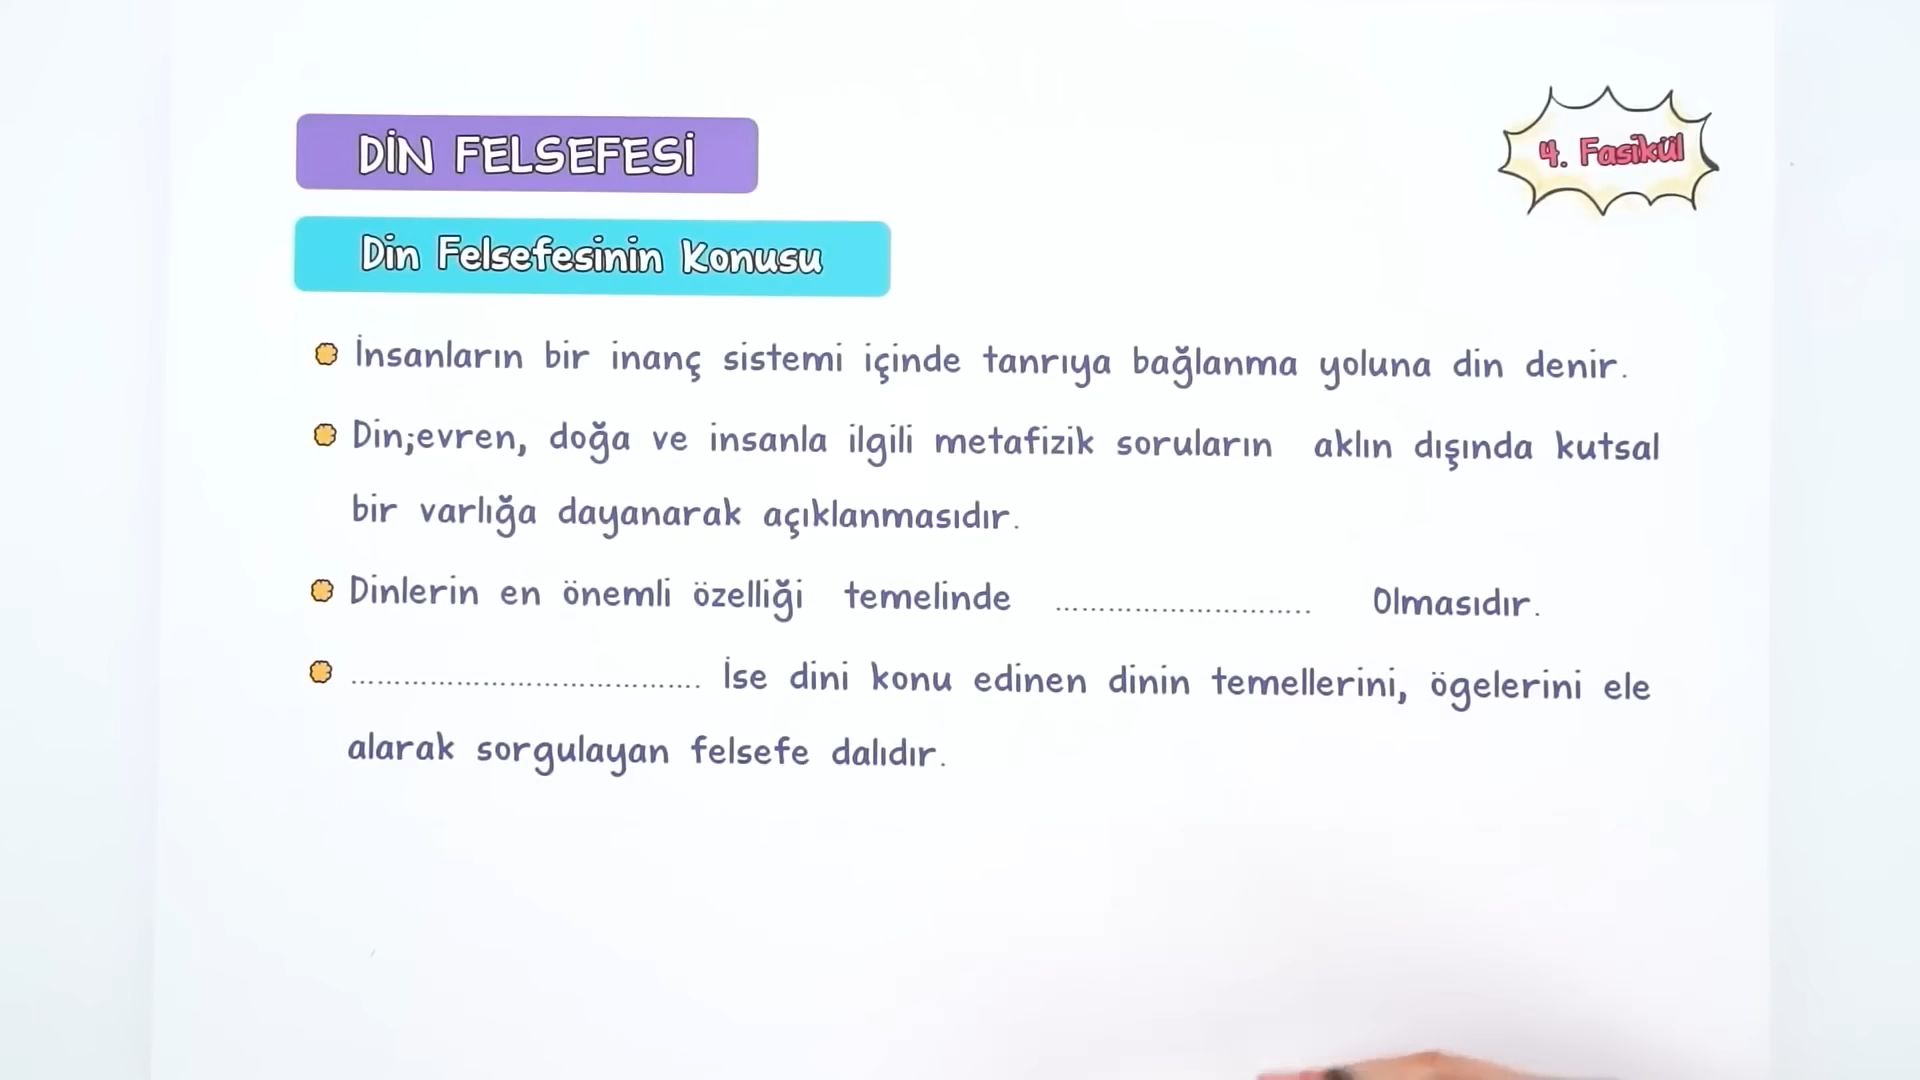 DİN FELSEFESİ
4. Fasikül
Din Felsefesinin Konusu
İnsanların bir inanç sistemi içinde tanrıya bağlanma yoluna din denir.
Din;evren, doğa ve insanla ilgili metafizik soruların aklın dışında kutsal
bir varlığa dayanarak açıklanmasıdır.
Dinlerin en önemli özelliği temelinde ............................. Olmasıdır.
....................................... İse dini konu edinen dinin temellerini, ögelerini ele
alarak sorgulayan felsefe dalıdır.